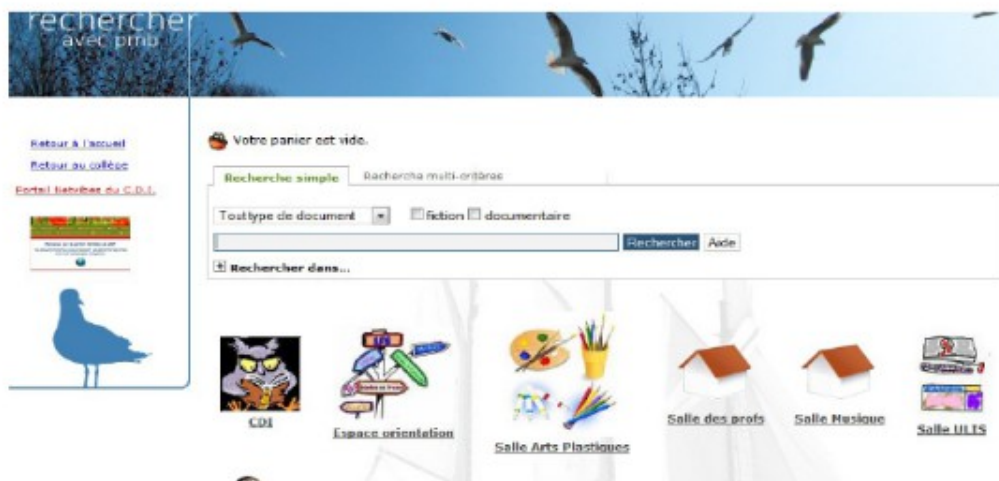 rechercher
avec pmb
Retour à l'accueil
Retour au collège
Portail Netvibes du C.D.I.
Votre panier est vide.
Recherche simple Recherche multi-critères
Tout type de document fiction documentaire
Rechercher Aide
Rechercher dans...
CDI
Espace orientation
Salle Arts Plastiques
Salle des profs
Salle Musique
Salle ULIS